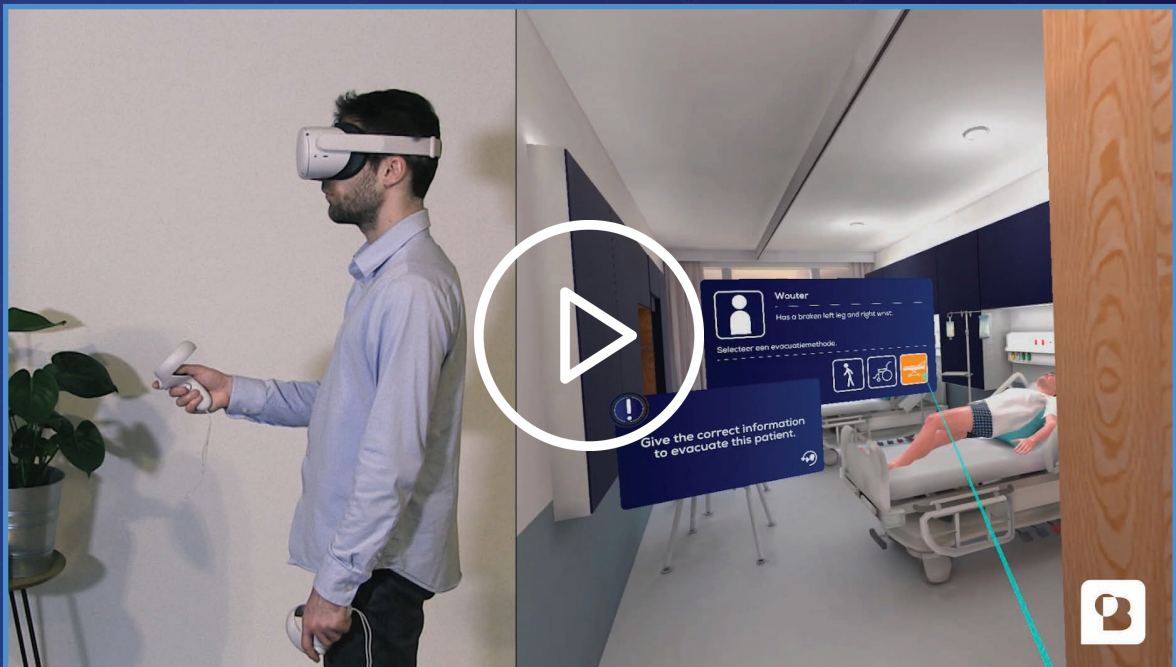 Wouter
Has a broken left leg and right wrist.
Selecteer een evacuatiemethode.
Give the correct information
to evacuate this patient.